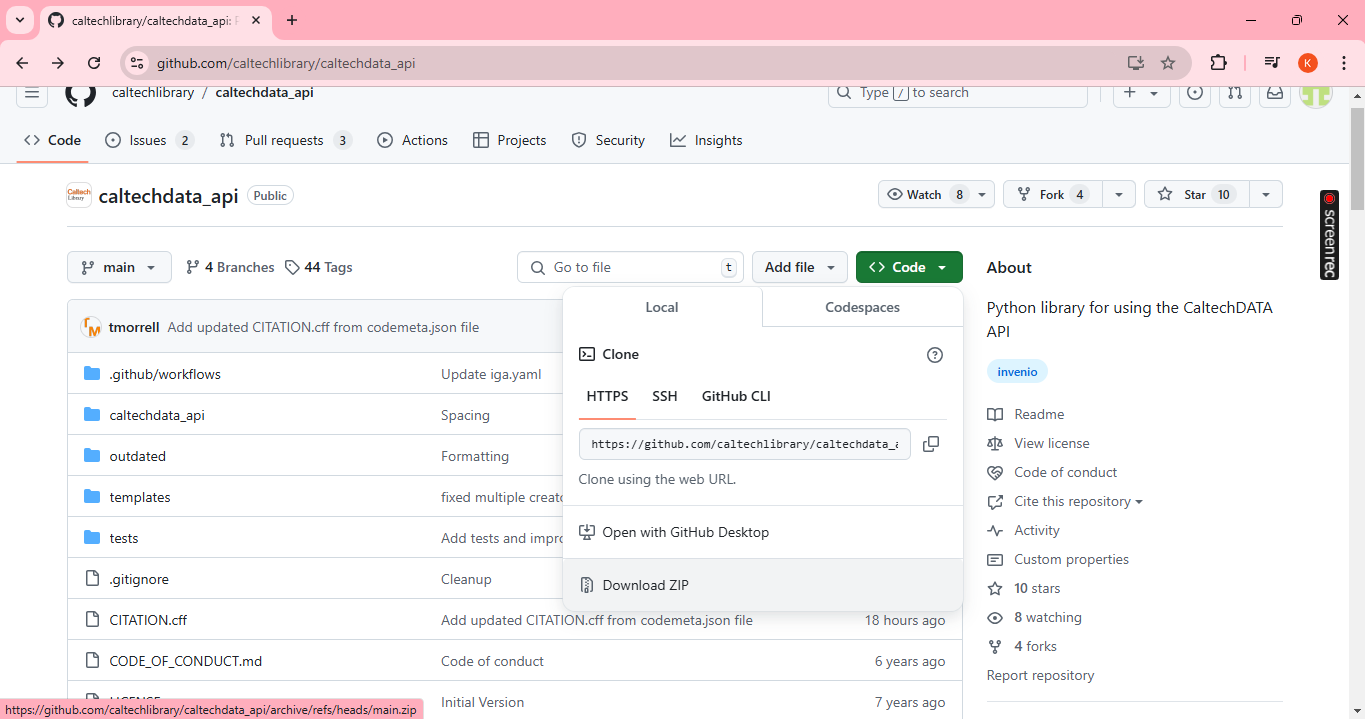 caltechlibrary/caltechdata_api: P
github.com/caltechlibrary/caltechdata_api
K
caltechlibrary / caltechdata_api
Type / to search
Code
Issues 2
Pull requests 3
Actions
Projects
Security
Insights
Caltech
Library
caltechdata_api
Public
Watch 8
Fork 4
Star 10
main
4 Branches
44 Tags
Go to file
t
Add file
Code
tmorrell Add updated CITATION.cff from codemeta.json file
.github/workflows Update iga.yaml
caltechdata_api Spacing
outdated Formatting
templates fixed multiple creato
tests Add tests and impro
.gitignore Cleanup
CITATION.cff Add updated CITATION.cff from codemeta.json file 18 hours ago
CODE_OF_CONDUCT.md Code of conduct 6 years ago
LICENSE Initial Version 7 years ago
Local
Codespaces
Clone
HTTPS
SSH
GitHub CLI
https://github.com/caltechlibrary/caltechdata_a
Clone using the web URL.
Open with GitHub Desktop
Download ZIP
About
Python library for using the CaltechDATA
API
invenio
Readme
View license
Code of conduct
Cite this repository
Activity
Custom properties
10 stars
8 watching
4 forks
Report repository
screenrec
https://github.com/caltechlibrary/caltechdata_api/archive/refs/heads/main.zip